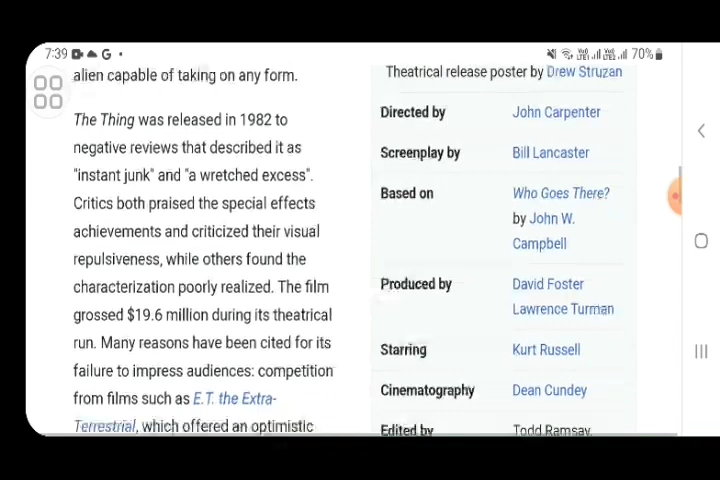 7:39 G 70%
alien capable of taking on any form.
The Thing was released in 1982 to
negative reviews that described it as
"instant junk" and "a wretched excess".
Critics both praised the special effects
achievements and criticized their visual
repulsiveness, while others found the
characterization poorly realized. The film
grossed $19.6 million during its theatrical
run. Many reasons have been cited for its
failure to impress audiences: competition
from films such as E.T. the Extra-
Terrestrial, which offered an optimistic
Theatrical release poster by Drew Struzan
Directed by John Carpenter
Screenplay by Bill Lancaster
Based on Who Goes There?
by John W.
Campbell
Produced by David Foster
Lawrence Turman
Starring Kurt Russell
Cinematography Dean Cundey
Edited by Todd Ramsay